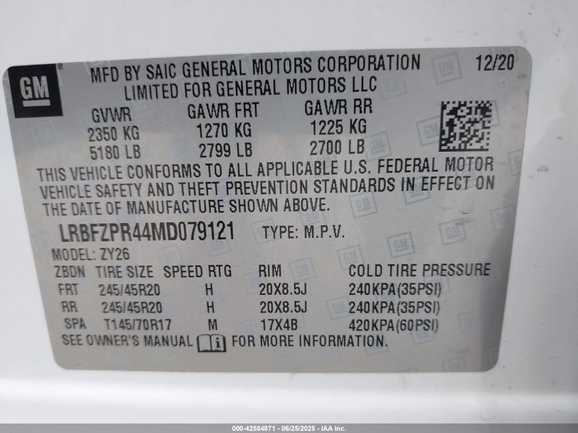 GM
MFD BY SAIC GENERAL MOTORS CORPORATION 12/20
LIMITED FOR GENERAL MOTORS LLC
GVWR GAWR FRT GAWR RR
2350 KG 1270 KG 1225 KG
5180 LB 2799 LB 2700 LB
THIS VEHICLE CONFORMS TO ALL APPLICABLE U.S. FEDERAL MOTOR
VEHICLE SAFETY AND THEFT PREVENTION STANDARDS IN EFFECT ON
THE DATE OF MANUFACTURE SHOWN ABOVE.
LRBFZPR44MD079121 TYPE: M.P.V.
MODEL: ZY26
ZBDN TIRE SIZE SPEED RTG RIM COLD TIRE PRESSURE
FRT 245/45R20 H 20X8.5J 240KPA(35PSI)
RR 245/45R20 H 20X8.5J 240KPA(35PSI)
SPA T145/70R17 M 17X4B 420KPA(60PSI)
SEE OWNER'S MANUAL i FOR MORE INFORMATION.
000-42584871 - 06/25/2025 - IAA Inc.